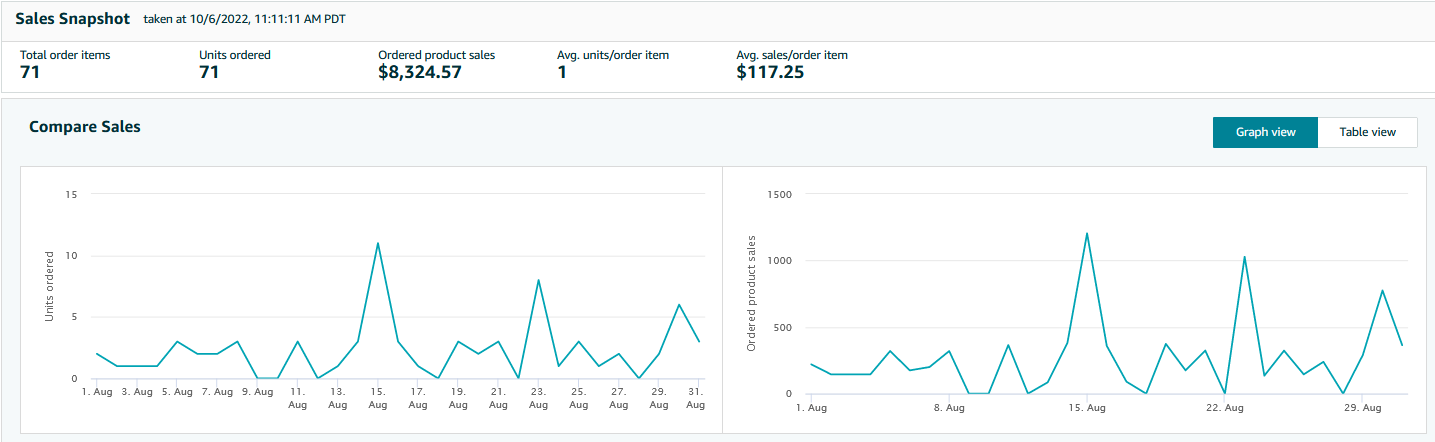 Sales Snapshot taken at 10/6/2022, 11:11:11 AM PDT
Total order items Units ordered Ordered product sales Avg. units/order item Avg. sales/order item
71 71 $8,324.57 1 $117.25
Compare Sales
Graph view Table view
Units ordered
15
10
5
0
1. Aug 3. Aug 5. Aug 7. Aug 9. Aug 11. Aug 13. Aug 15. Aug 17. Aug 19. Aug 21. Aug 23. Aug 25. Aug 27. Aug 29. Aug 31. Aug
Ordered product sales
1500
1000
500
0
1. Aug 8. Aug 15. Aug 22. Aug 29. Aug